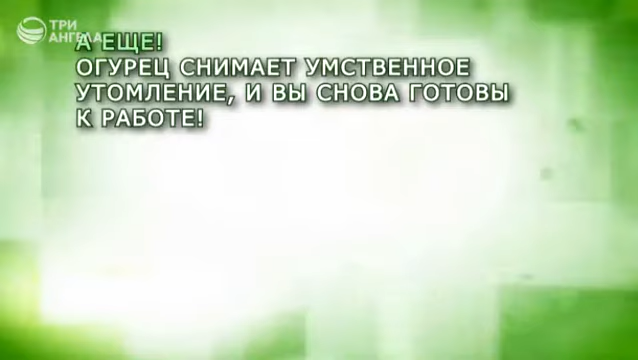 ТРИ
АНГЕЛА
А ЕЩЕ!
ОГУРЕЦ СНИМАЕТ УМСТВЕННОЕ
УТОМЛЕНИЕ, И ВЫ СНОВА ГОТОВЫ
К РАБОТЕ!